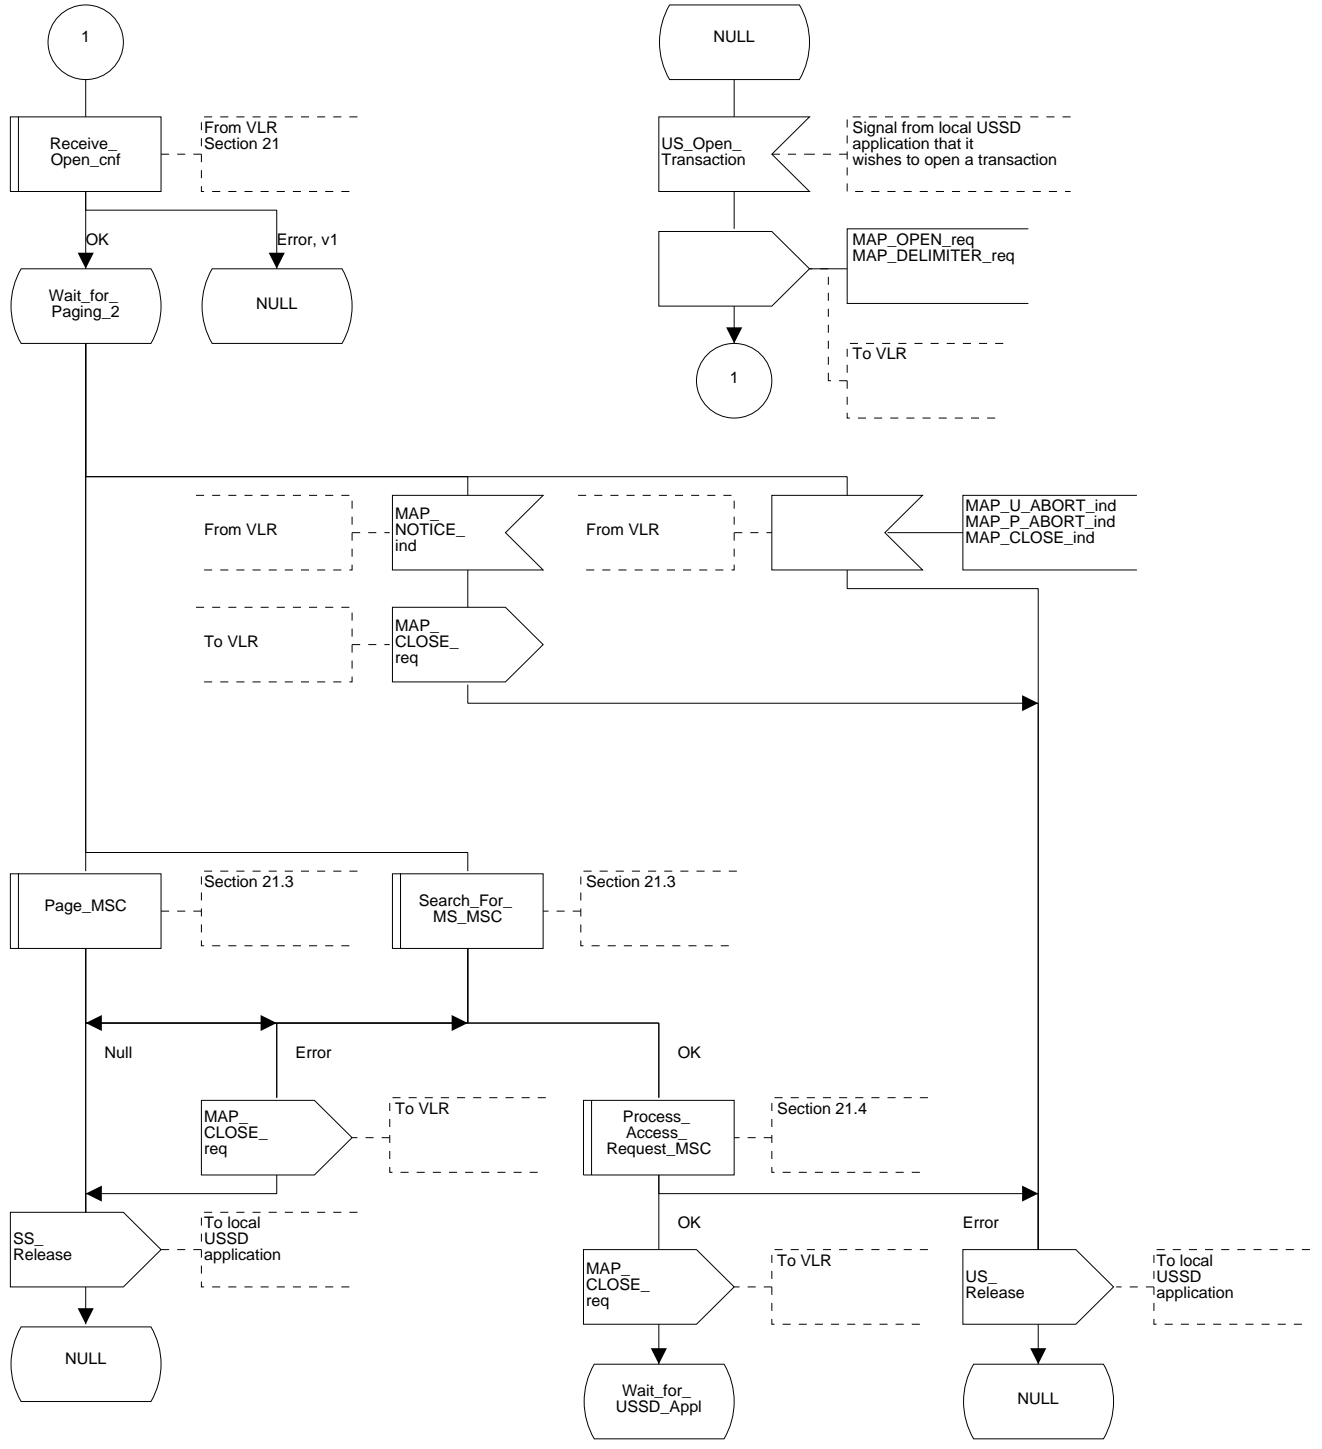 1
NULL
Receive_
Open_cnf
From VLR
Section 21
US_Open_
Transaction
Signal from local USSD
application that it
wishes to open a transaction
OK
Error, v1
MAP_OPEN_req
MAP_DELIMITER_req
Wait_for_
Paging_2
NULL
To VLR
1
From VLR
MAP_
NOTICE_
ind
From VLR
MAP_U_ABORT_ind
MAP_P_ABORT_ind
MAP_CLOSE_ind
To VLR
MAP_
CLOSE_
req
Page_MSC
Section 21.3
Search_For_
MS_MSC
Section 21.3
Null
Error
OK
MAP_
CLOSE_
req
To VLR
Process_
Access_
Request_MSC
Section 21.4
SS_
Release
To local
USSD
application
OK
Error
MAP_
CLOSE_
req
To VLR
US_
Release
To local
USSD
application
NULL
Wait_for_
USSD_Appl
NULL